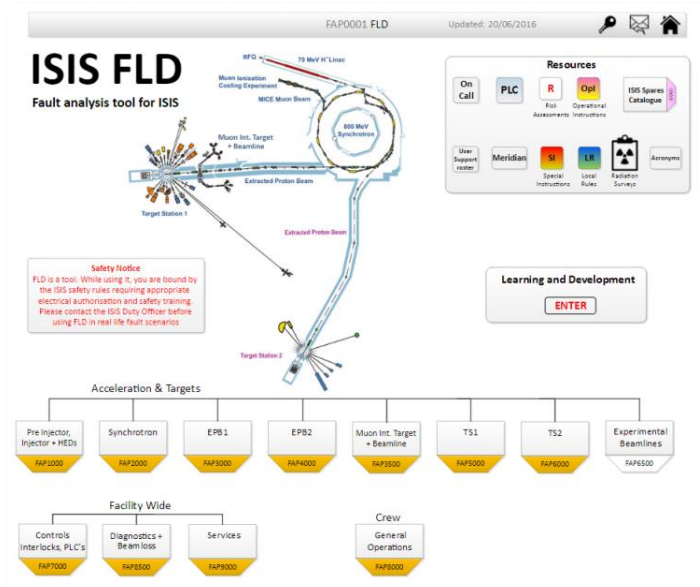 FAP0001 FLD
Updated: 20/06/2016
ISIS FLD
Fault analysis tool for ISIS
RFQ
70 MeV H⁻ Linac
Muon Ionisation
Cooling Experiment
MICE Muon Beam
800 MeV
Synchrotron
Muon Int. Target
+ Beamline
Extracted Proton Beam
Target Station 1
Extracted Proton Beam
Target Station 2
Resources
On
Call
PLC
R
Risk
Assessments
OpI
Operational
Instructions
ISIS Spares
Catalogue
User
Support
roster
Meridian
SI
Special
Instructions
LR
Local
Rules
Radiation
Surveys
Acronyms
Safety Notice
FLD is a tool. While using it, you are bound by
the ISIS safety rules requiring appropriate
electrical authorisation and safety training.
Please contact the ISIS Duty Officer before
using FLD in real life fault scenarios
Learning and Development
ENTER
Acceleration & Targets
Pre Injector,
Injector + HEDs
FAP1000
Synchrotron
FAP2000
EPB1
FAP3000
EPB2
FAP4000
Muon Int. Target
+ Beamline
FAP3500
TS1
FAP5000
TS2
FAP6000
Experimental
Beamlines
FAP6500
Facility Wide
Controls
Interlocks, PLC's
FAP7000
Diagnostics +
Beamloss
FAP8500
Services
FAP9000
Crew
General
Operations
FAP8000